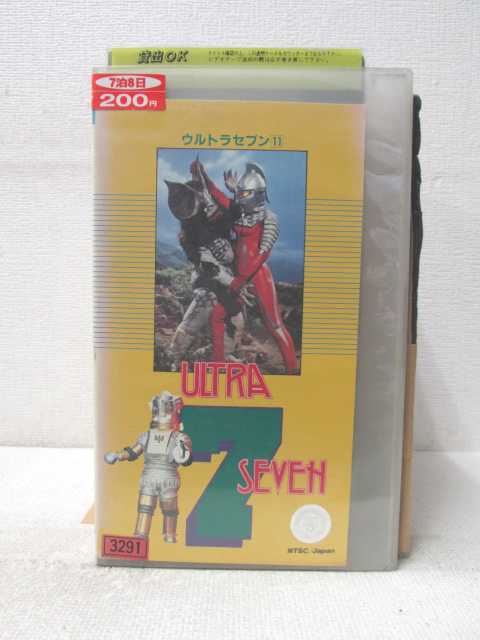 貸出OK
7泊8日
200円
ウルトラセブン11
ULTRA
7
SEVEN
3291
NTSC/Japan